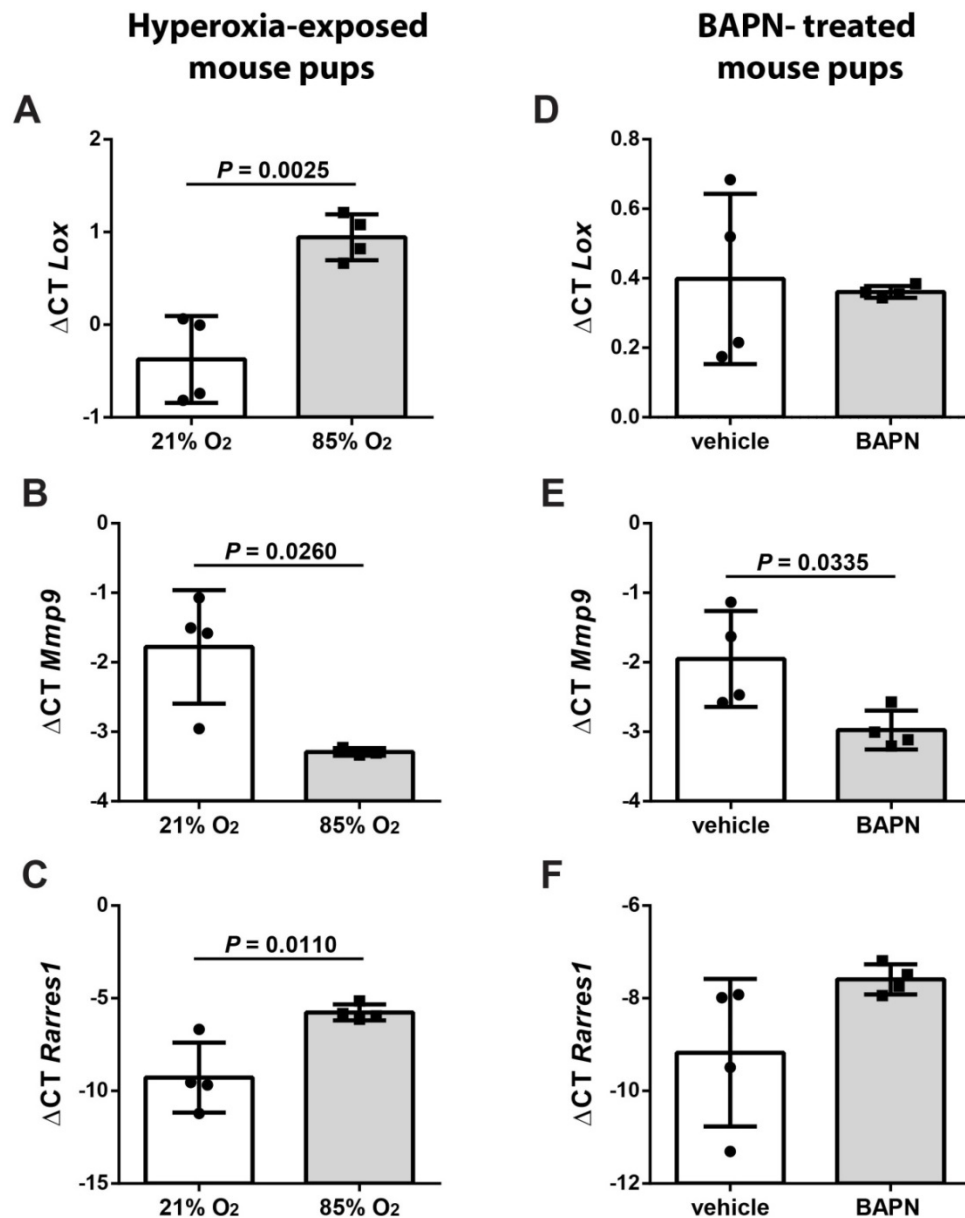 Hyperoxia-exposed
mouse pups
BAPN- treated
mouse pups
A
2
1
0
-1
ΔCT Lox
P = 0.0025
21% O2
85% O2
D
0.8
0.6
0.4
0.2
0.0
ΔCT Lox
vehicle
BAPN
B
0
-1
-2
-3
-4
ΔCT Mmp9
P = 0.0260
21% O2
85% O2
E
0
-1
-2
-3
-4
ΔCT Mmp9
P = 0.0335
vehicle
BAPN
C
0
-5
-10
-15
ΔCT Rarres1
P = 0.0110
21% O2
85% O2
F
-6
-8
-10
-12
ΔCT Rarres1
vehicle
BAPN